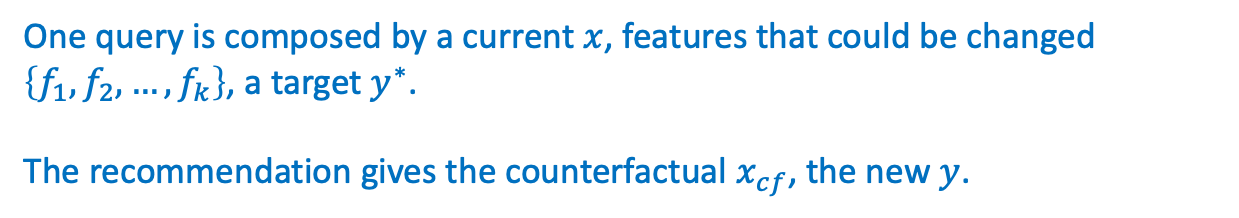 One query is composed by a current x, features that could be changed
{f₁, f₂, ..., fₖ}, a target y*.
The recommendation gives the counterfactual x_cf, the new y.